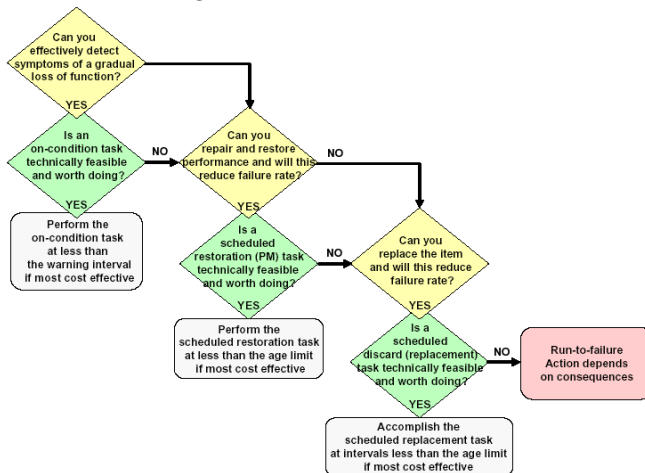 Can you
effectively detect
symptoms of a gradual
loss of function?
YES
Is an
on-condition task
technically feasible
and worth doing?
NO
YES
Perform the
on-condition task
at less than
the warning interval
if most cost effective
Can you
repair and restore
performance and will this
reduce failure rate?
NO
YES
Is a
scheduled
restoration (PM) task
technically feasible
and worth doing?
NO
YES
Perform the
scheduled restoration task
at less than the age limit
if most cost effective
Can you
replace the item
and will this reduce
failure rate?
YES
Is a
scheduled
discard (replacement)
task technically feasible
and worth doing?
NO
YES
Run-to-failure
Action depends
on consequences
Accomplish the
scheduled replacement task
at intervals less than the age limit
if most cost effective